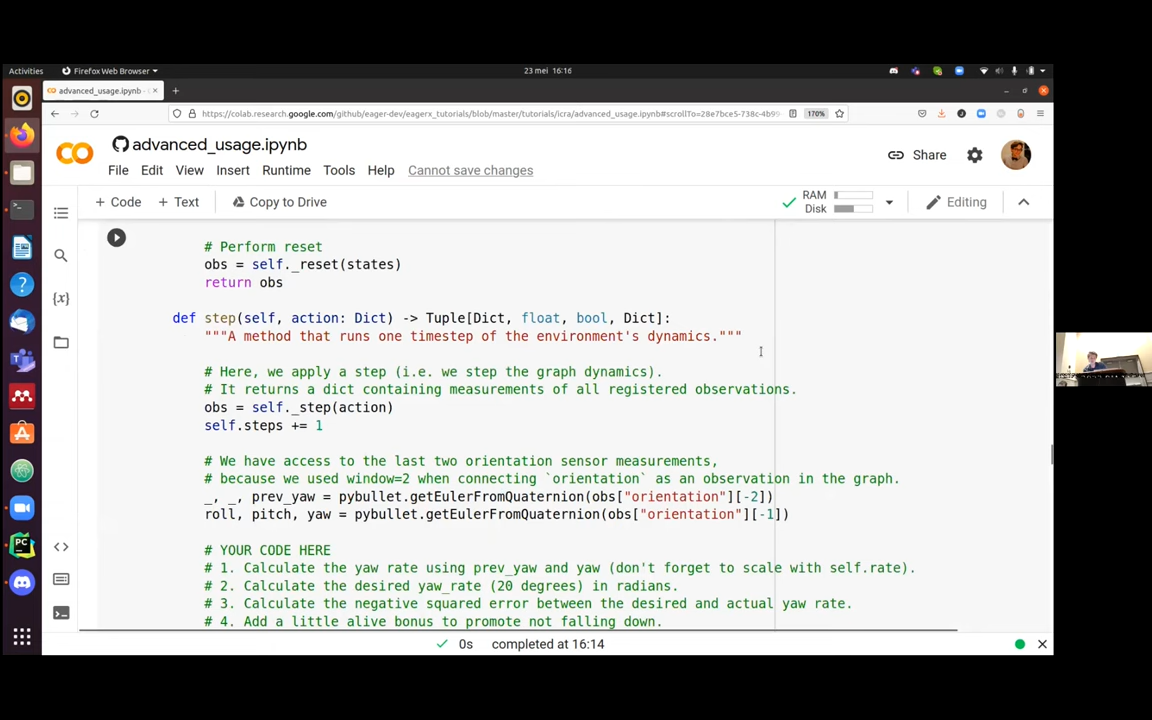 Activities
Firefox Web Browser
23 mei 16:16
advanced_usage.ipynb -
https://colab.research.google.com/github/eager-dev/eagerx_tutorials/blob/master/tutorials/icra/advanced_usage.ipynb#scrollTo=28e7bce5-738c-4b99
170%
advanced_usage.ipynb
Share
File Edit View Insert Runtime Tools Help Cannot save changes
+ Code + Text Copy to Drive
RAM
Disk
Editing
# Perform reset
obs = self._reset(states)
return obs
def step(self, action: Dict) -> Tuple[Dict, float, bool, Dict]:
"""A method that runs one timestep of the environment's dynamics."""
# Here, we apply a step (i.e. we step the graph dynamics).
# It returns a dict containing measurements of all registered observations.
obs = self._step(action)
self.steps += 1
# We have access to the last two orientation sensor measurements,
# because we used window=2 when connecting `orientation` as an observation in the graph.
_, _, prev_yaw = pybullet.getEulerFromQuaternion(obs["orientation"][-2])
roll, pitch, yaw = pybullet.getEulerFromQuaternion(obs["orientation"][-1])
# YOUR CODE HERE
# 1. Calculate the yaw rate using prev_yaw and yaw (don't forget to scale with self.rate).
# 2. Calculate the desired yaw_rate (20 degrees) in radians.
# 3. Calculate the negative squared error between the desired and actual yaw rate.
# 4. Add a little alive bonus to promote not falling down.
0s completed at 16:14